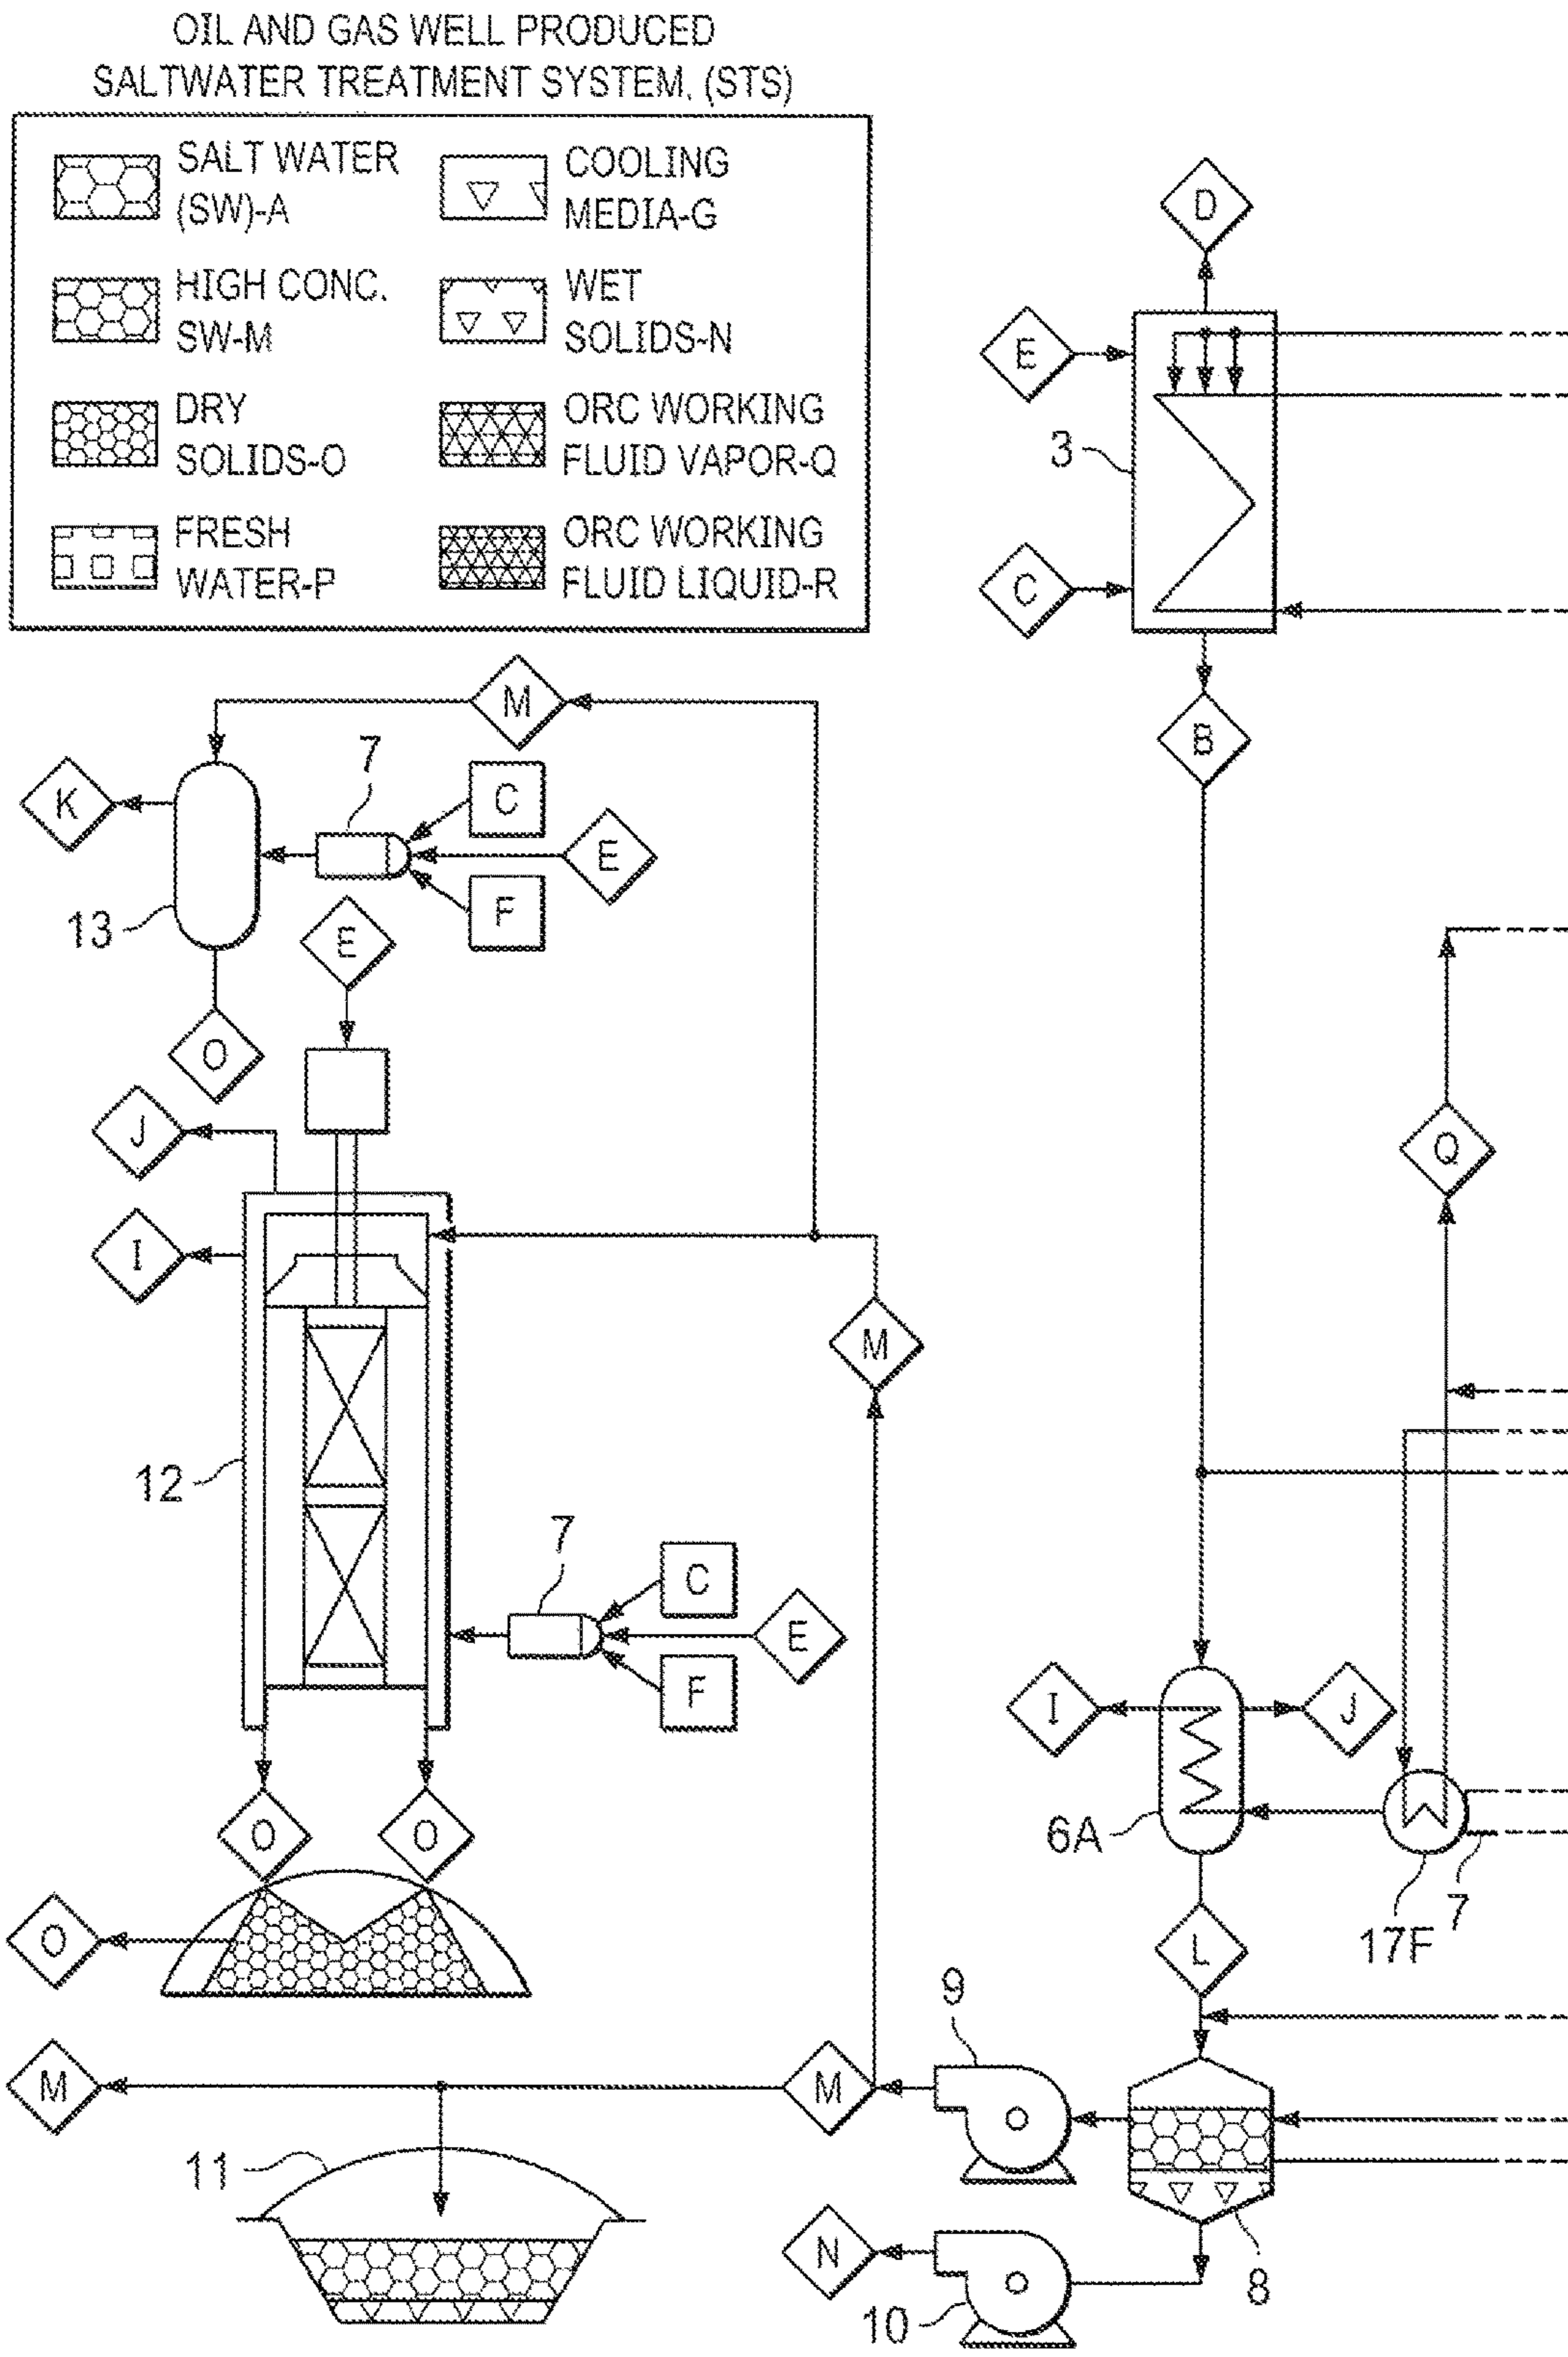 OIL AND GAS WELL PRODUCED
SALTWATER TREATMENT SYSTEM, (STS)
SALT WATER
(SW)-A
COOLING
MEDIA-G
HIGH CONC.
SW-M
WET
SOLIDS-N
DRY
SOLIDS-O
ORC WORKING
FLUID VAPOR-Q
FRESH
WATER-P
ORC WORKING
FLUID LIQUID-R
D
E
3
C
B
M
7
C
K
E
F
13
E
O
J
Q
I
M
12
7
C
E
F
I
J
6A
O
O
7
17F
O
L
9
M
M
11
N
10
8